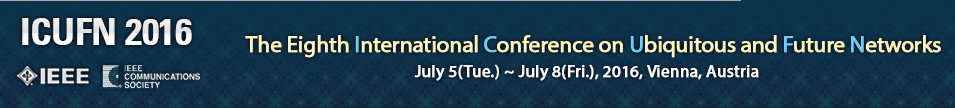 ICUFN 2016
The Eighth International Conference on Ubiquitous and Future Networks
July 5(Tue.) ~ July 8(Fri.), 2016, Vienna, Austria
IEEE
IEEE
COMMUNICATIONS
SOCIETY